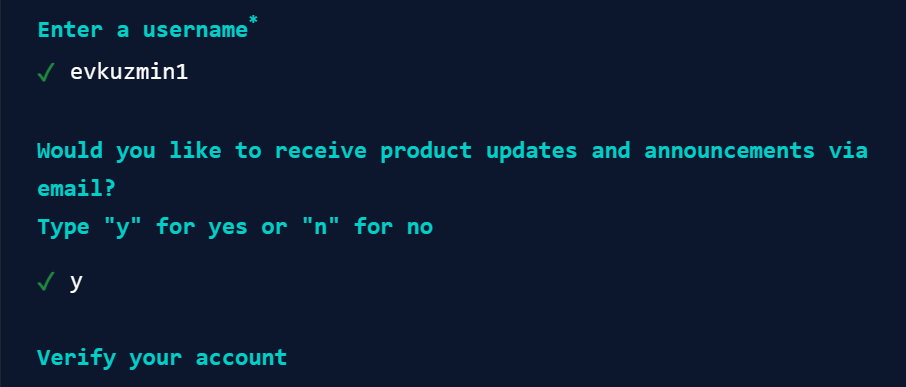 Enter a username*
✓ evkuzmin1
Would you like to receive product updates and announcements via
email?
Type "y" for yes or "n" for no
✓ y
Verify your account